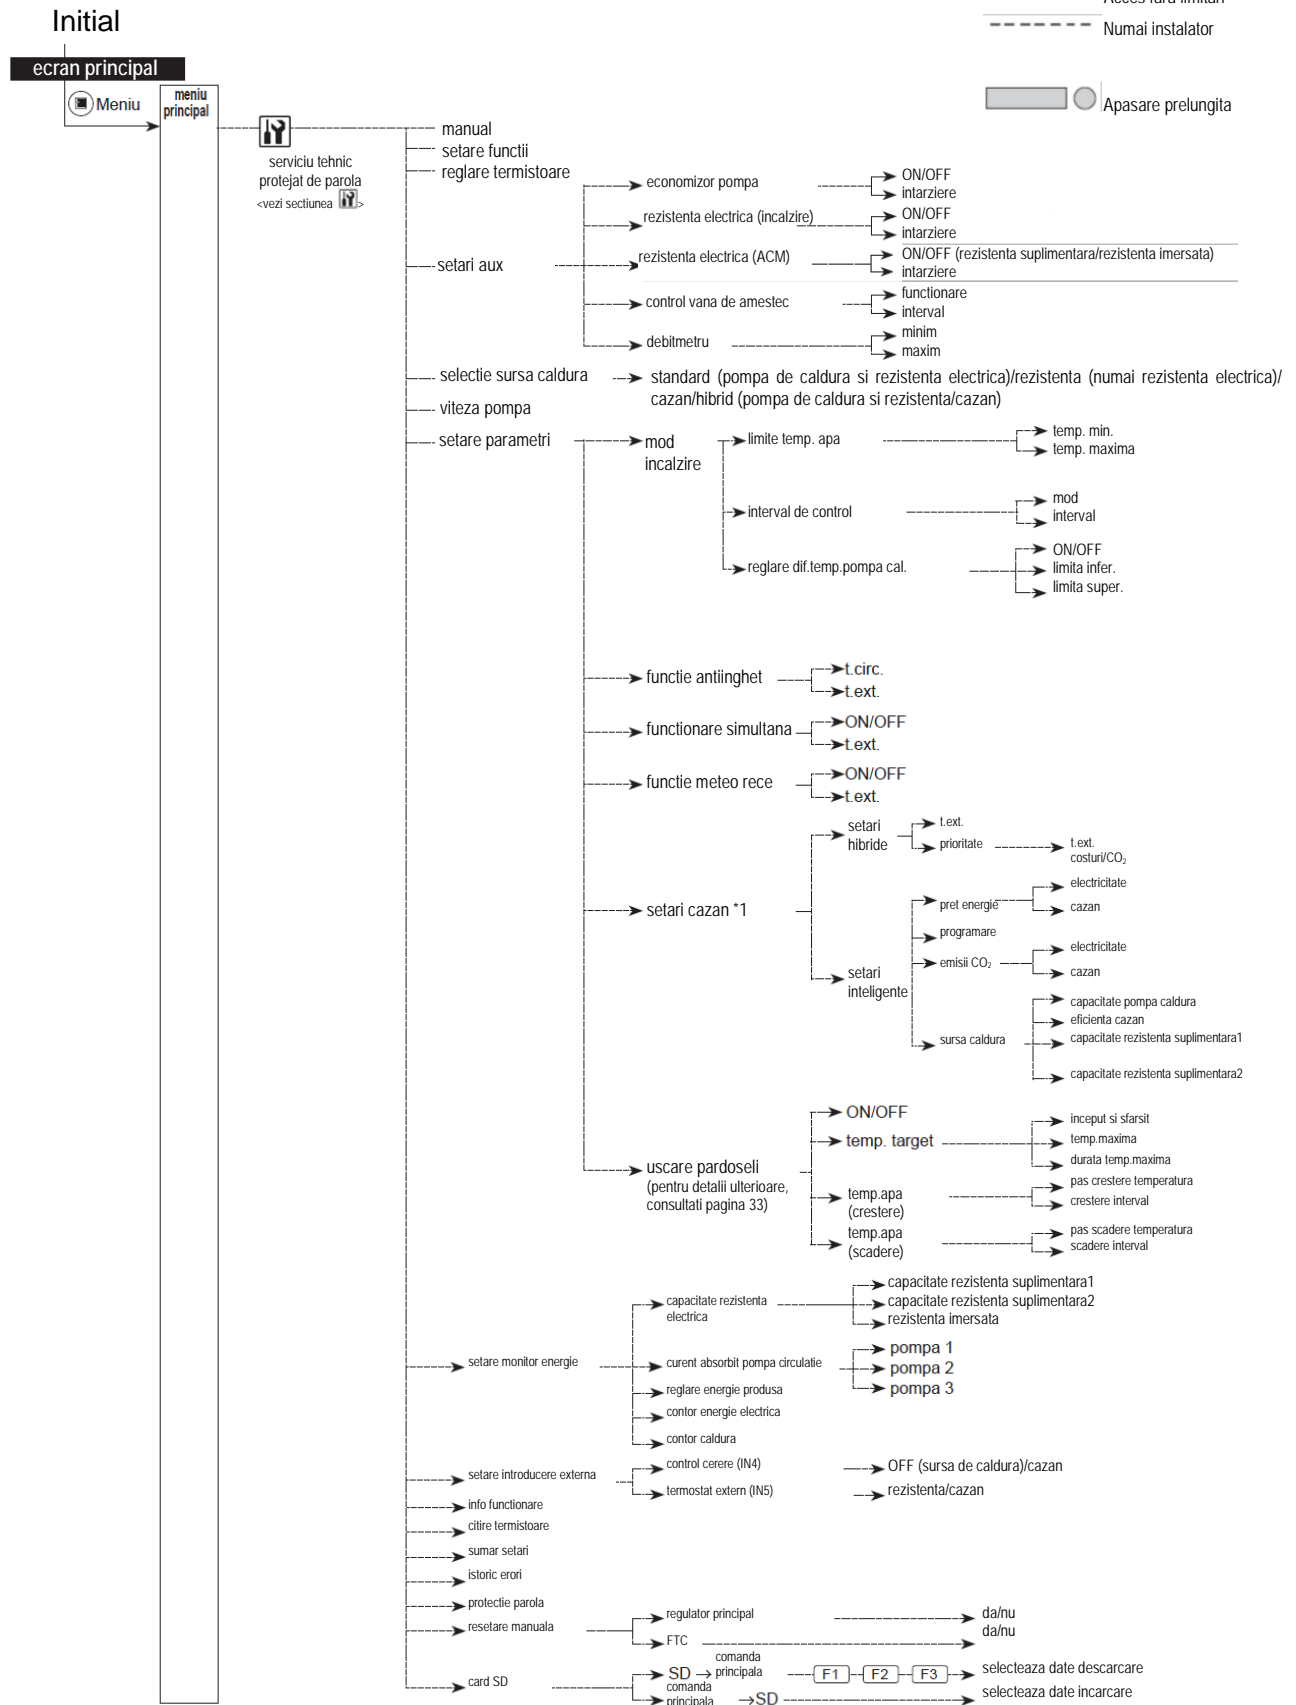 Initial
Acces fara limituri
Numai instalator
ecran principal
Meniu
meniu
principal
Apasare prelungita
serviciu tehnic
protejat de parola
<vezi sectiunea >
manual
setare functii
reglare termistoare
setari aux
economizor pompa
ON/OFF
intarziere
rezistenta electrica (incalzire)
ON/OFF
intarziere
rezistenta electrica (ACM)
ON/OFF (rezistenta suplimentara/rezistenta imersata)
intarziere
control vana de amestec
functionare
interval
debitmetru
minim
maxim
selectie sursa caldura
standard (pompa de caldura si rezistenta electrica)/rezistenta (numai rezistenta electrica)/
cazan/hibrid (pompa de caldura si rezistenta/cazan)
viteza pompa
setare parametri
mod
incalzire
limite temp. apa
temp. min.
temp. maxima
interval de control
mod
interval
reglare dif.temp.pompa cal.
ON/OFF
limita infer.
limita super.
functie antiinghet
t.circ.
t.ext.
functionare simultana
ON/OFF
t.ext.
functie meteo rece
ON/OFF
t.ext.
setari cazan *1
setari
hibride
t.ext.
prioritate
t.ext.
costuri/CO₂
setari
inteligente
pret energie
electricitate
cazan
programare
emisii CO₂
electricitate
cazan
sursa caldura
capacitate pompa caldura
eficienta cazan
capacitate rezistenta suplimentara1
capacitate rezistenta suplimentara2
uscare pardoseli
(pentru detalii ulterioare,
consultati pagina 33)
ON/OFF
temp. target
inceput si sfarsit
temp.maxima
durata temp.maxima
temp.apa
(crestere)
pas crestere temperatura
crestere interval
temp.apa
(scadere)
pas scadere temperatura
scadere interval
setare monitor energie
capacitate rezistenta
electrica
capacitate rezistenta suplimentara1
capacitate rezistenta suplimentara2
rezistenta imersata
curent absorbit pompa circulatie
pompa 1
pompa 2
pompa 3
reglare energie produsa
contor energie electrica
contor caldura
setare introducere externa
control cerere (IN4)
OFF (sursa de caldura)/cazan
termostat extern (IN5)
rezistenta/cazan
info functionare
citire termistoare
sumar setari
istoric erori
protectie parola
resetare manuala
regulator principal
da/nu
FTC
da/nu
card SD
SD → comanda
principala
F1 F2 F3
selecteaza date descarcare
comanda
principala →SD
selecteaza date incarcare